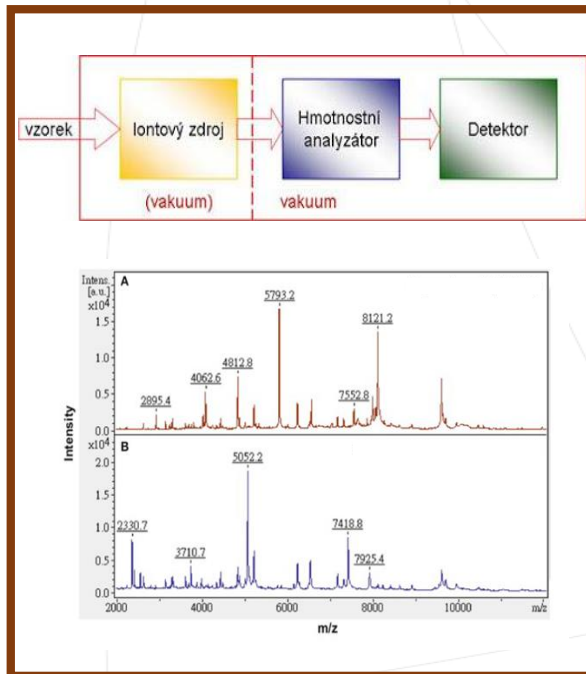 vzorek
Iontový zdroj
Hmotnostní
analyzátor
Detektor
(vakuum)
vakuum
Intens.
[a.u.]
x10⁴
A
1.5
1.0
0.5
0.0
2895.4
4062.6
4812.8
5793.2
7552.8
8121.2
Intensity
x10⁴
B
2.0
1.5
1.0
0.5
0.0
2330.7
3710.7
5052.2
7418.8
7925.4
2000
4000
6000
8000
10000
m/z
m/z